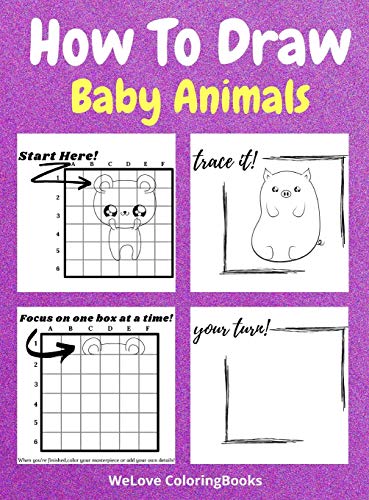 How To Draw
Baby Animals
Start Here!
A B C D E F
1
2
3
4
5
6
trace it!
Focus on one box at a time!
A B C D E F
1
2
3
4
5
6
When you're finished,color your masterpiece or add your own details!
your turn!
WeLove ColoringBooks